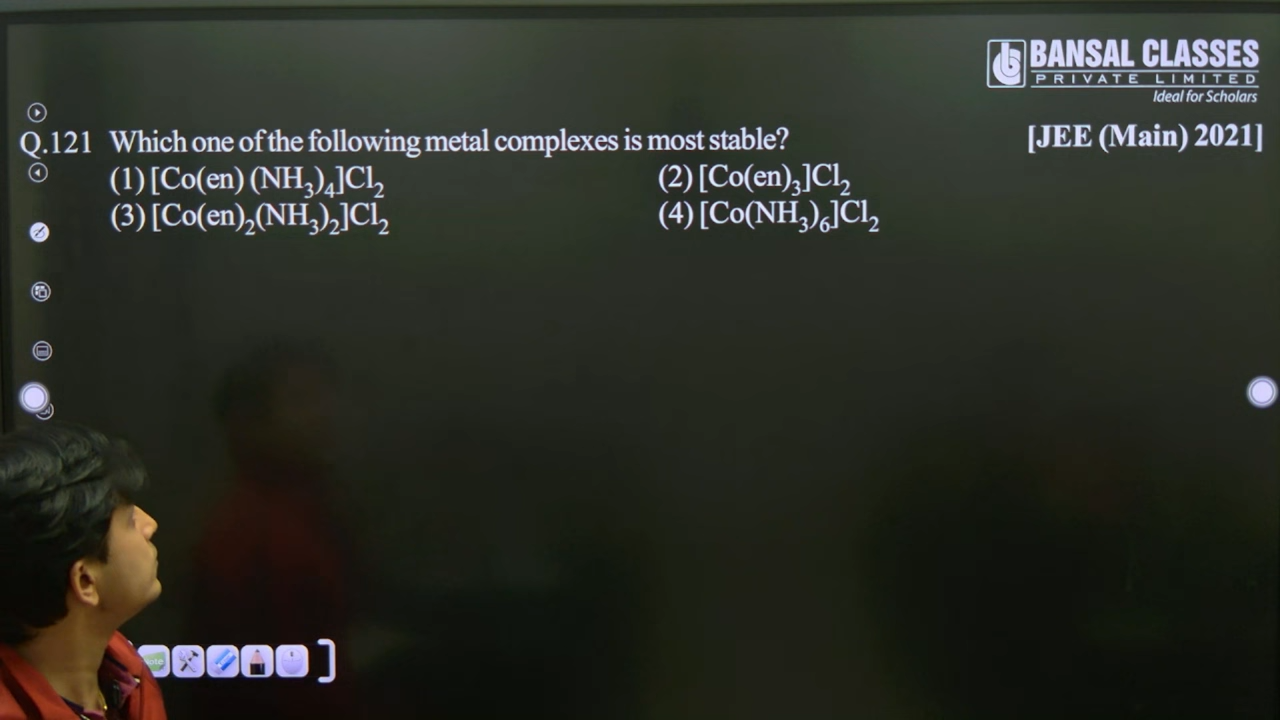 BANSAL CLASSES
PRIVATE LIMITED
Ideal for Scholars
Q.121 Which one of the following metal complexes is most stable? [JEE (Main) 2021]
(1) [Co(en) (NH₃)₄]Cl₂ (2) [Co(en)₃]Cl₂
(3) [Co(en)₂(NH₃)₂]Cl₂ (4) [Co(NH₃)₆]Cl₂
Note